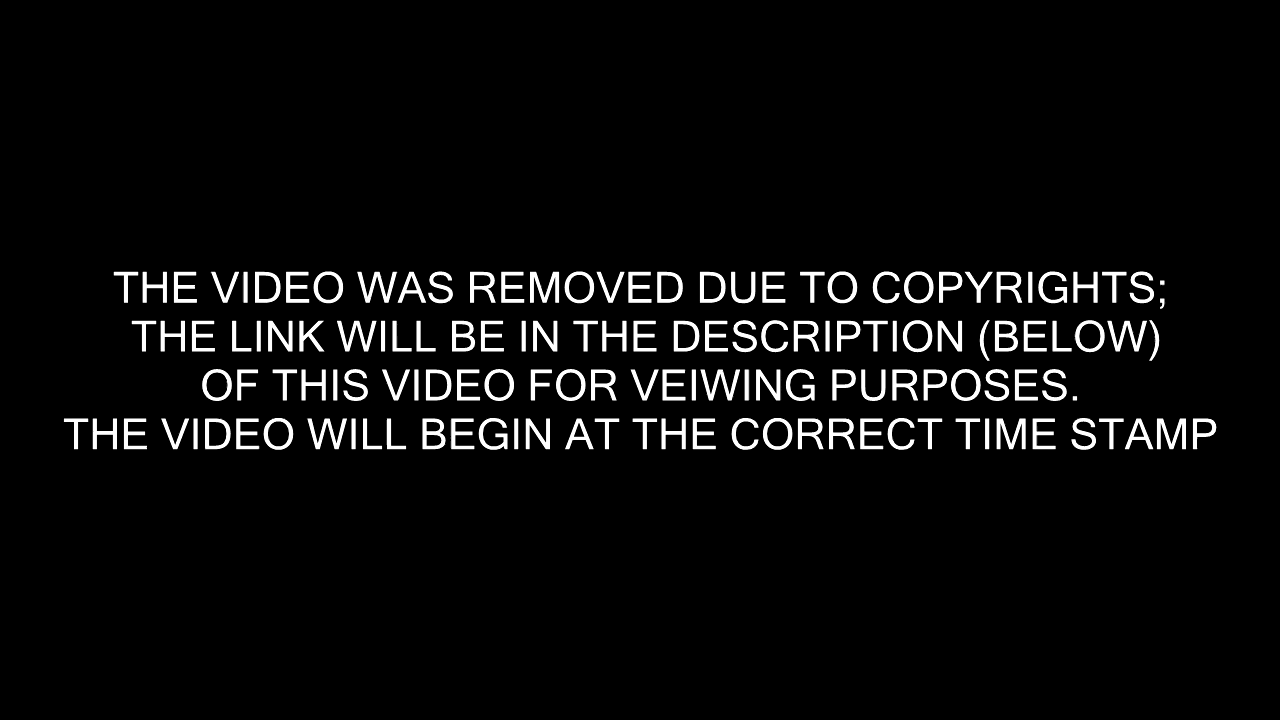 THE VIDEO WAS REMOVED DUE TO COPYRIGHTS;
THE LINK WILL BE IN THE DESCRIPTION (BELOW)
OF THIS VIDEO FOR VEIWING PURPOSES.
THE VIDEO WILL BEGIN AT THE CORRECT TIME STAMP